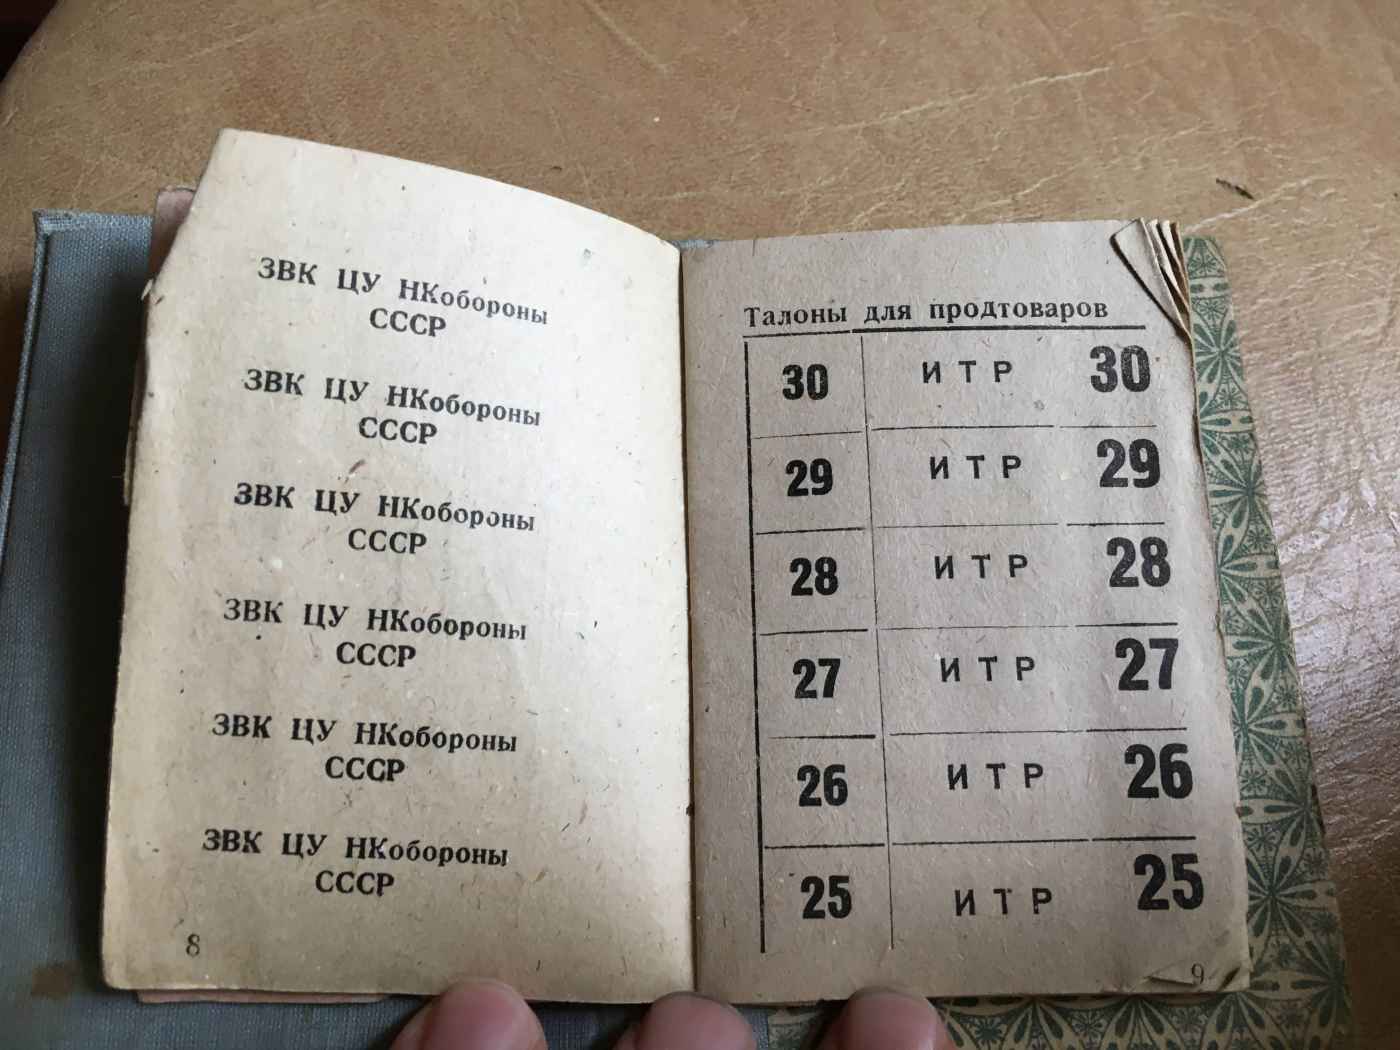 ЗВК ЦУ НКобороны
СССР
ЗВК ЦУ НКобороны
СССР
ЗВК ЦУ НКобороны
СССР
ЗВК ЦУ НКобороны
СССР
ЗВК ЦУ НКобороны
СССР
ЗВК ЦУ НКобороны
СССР
8
Талоны для продтоваров
30 ИТР 30
29 ИТР 29
28 ИТР 28
27 ИТР 27
26 ИТР 26
25 ИТР 25
9